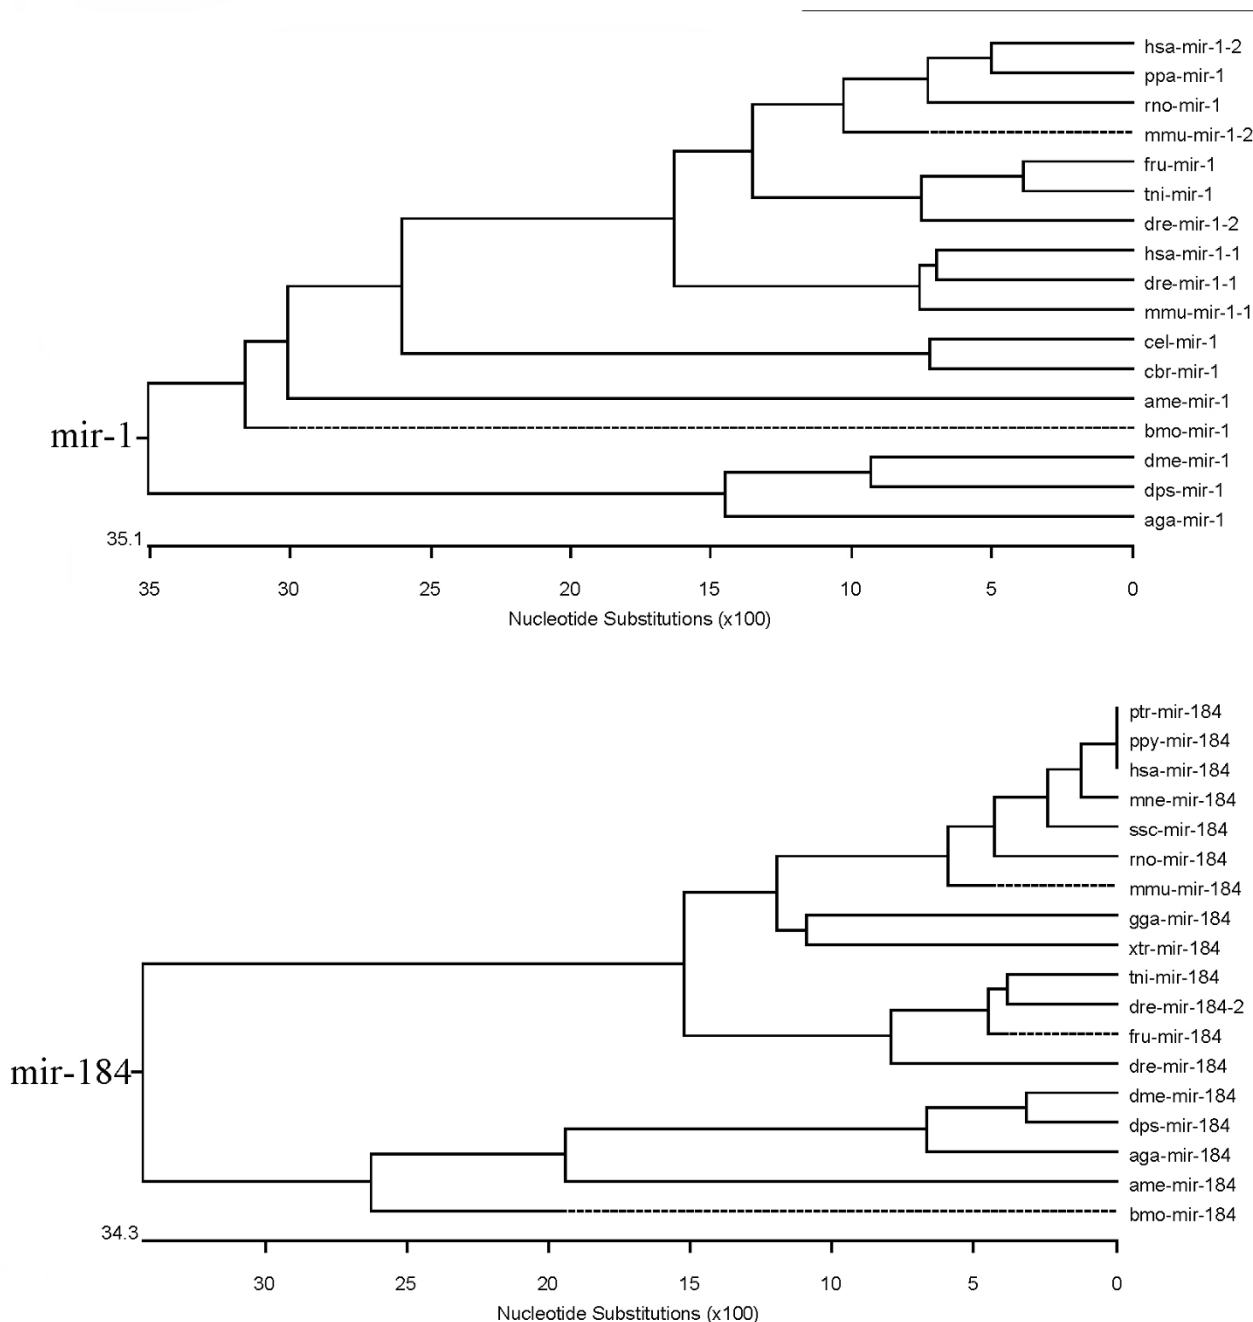 hsa-mir-1-2
ppa-mir-1
rno-mir-1
mmu-mir-1-2
fru-mir-1
tni-mir-1
dre-mir-1-2
hsa-mir-1-1
dre-mir-1-1
mmu-mir-1-1
cel-mir-1
cbr-mir-1
ame-mir-1
bmo-mir-1
mir-1
dme-mir-1
dps-mir-1
aga-mir-1
35.1
35 30 25 20 15 10 5 0
Nucleotide Substitutions (x100)
ptr-mir-184
ppy-mir-184
hsa-mir-184
mne-mir-184
ssc-mir-184
rno-mir-184
mmu-mir-184
gga-mir-184
xtr-mir-184
tni-mir-184
dre-mir-184-2
fru-mir-184
dre-mir-184
mir-184
dme-mir-184
dps-mir-184
aga-mir-184
ame-mir-184
bmo-mir-184
34.3
30 25 20 15 10 5 0
Nucleotide Substitutions (x100)